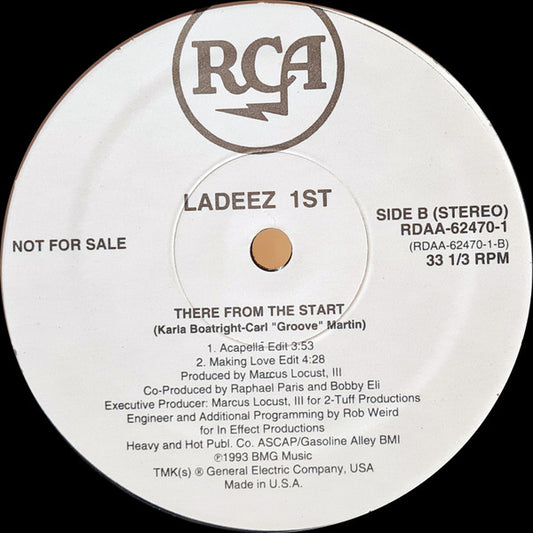 RCA
LADEEZ 1ST
NOT FOR SALE
SIDE B (STEREO)
RDAA-62470-1
(RDAA-62470-1-B)
33 1/3 RPM
THERE FROM THE START
(Karla Boatright-Carl "Groove" Martin)
1. Acapella Edit 3:53
2. Making Love Edit 4:28
Produced by Marcus Locust, III
Co-Produced by Raphael Paris and Bobby Eli
Executive Producer: Marcus Locust, III for 2-Tuff Productions
Engineer and Additional Programming by Rob Weird
for In Effect Productions
Heavy and Hot Publ. Co. ASCAP/Gasoline Alley BMI
℗1993 BMG Music
TMK(s) ® General Electric Company, USA
Made in U.S.A.